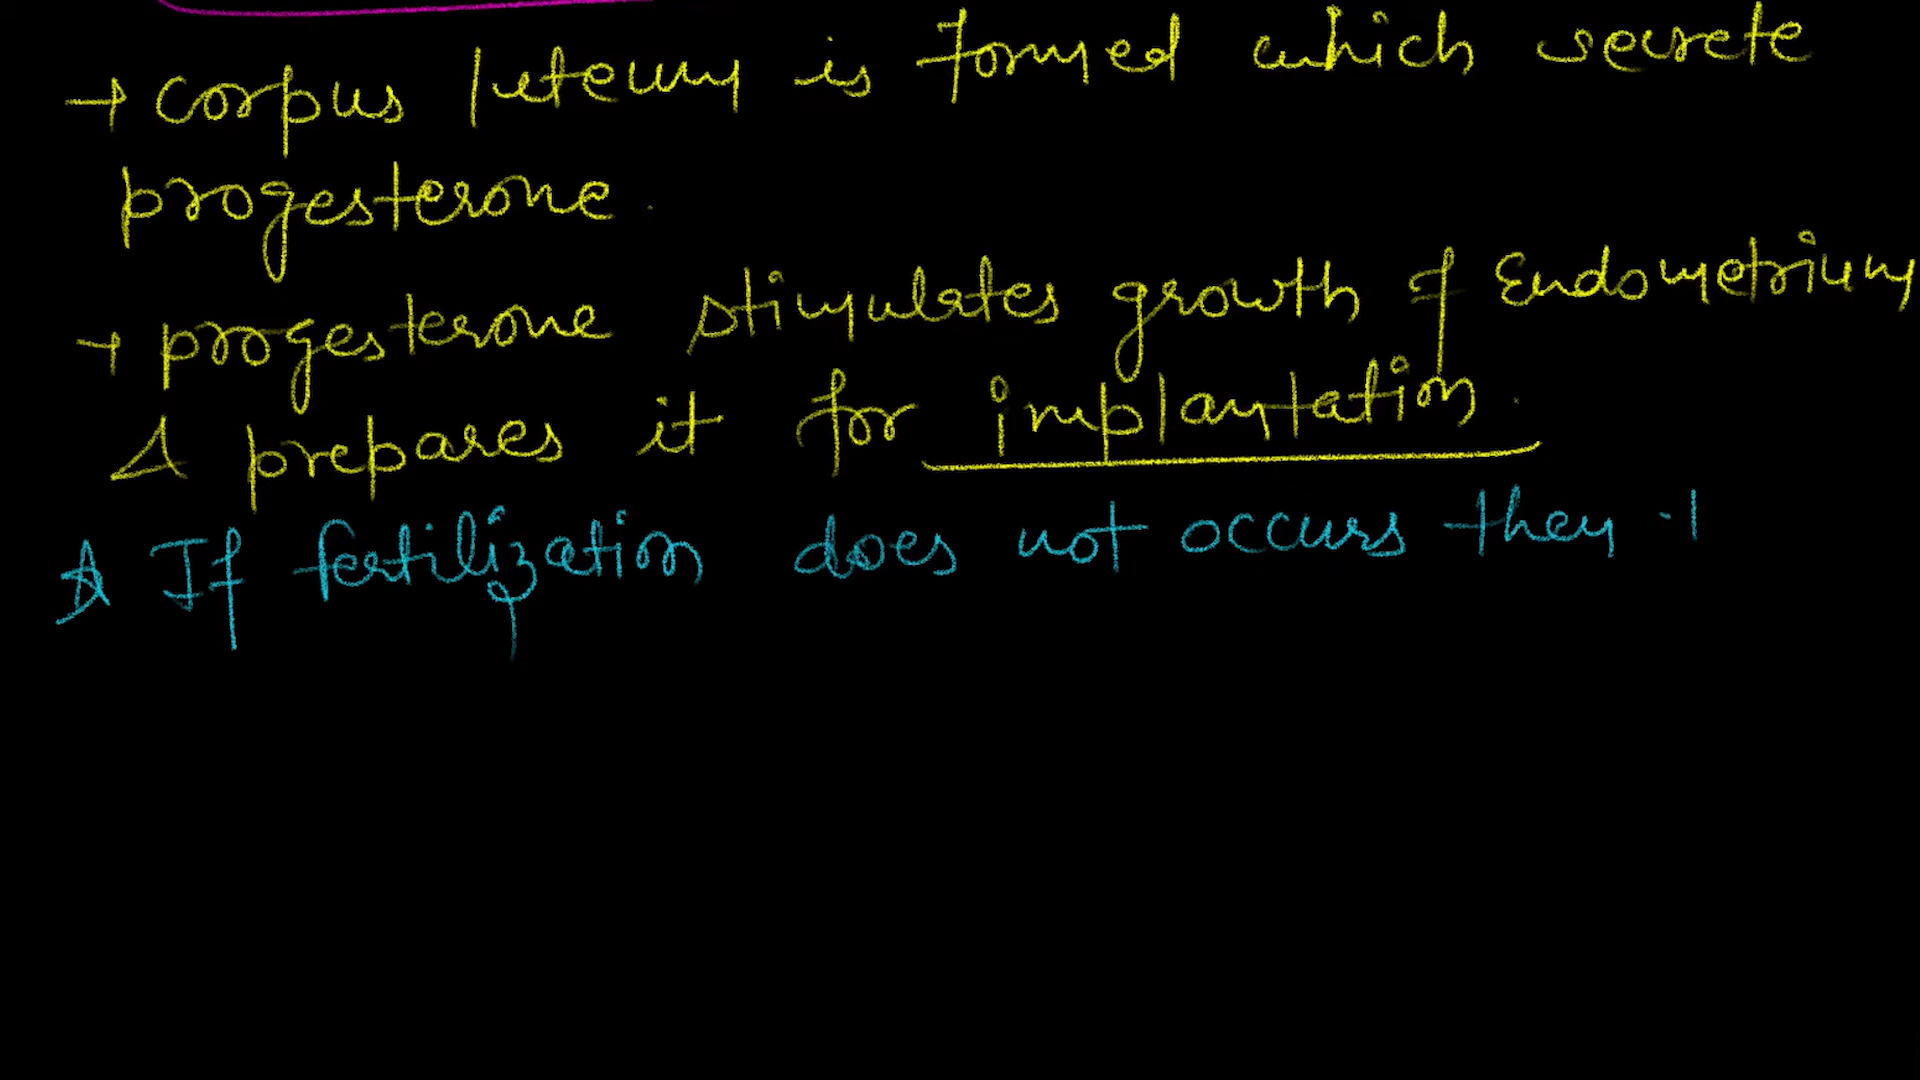 → corpus luteum is formed which secrete
progesterone.
→ progesterone stimulates growth of Endometrium
& prepares it for implantation.
☆ If fertilization does not occurs then